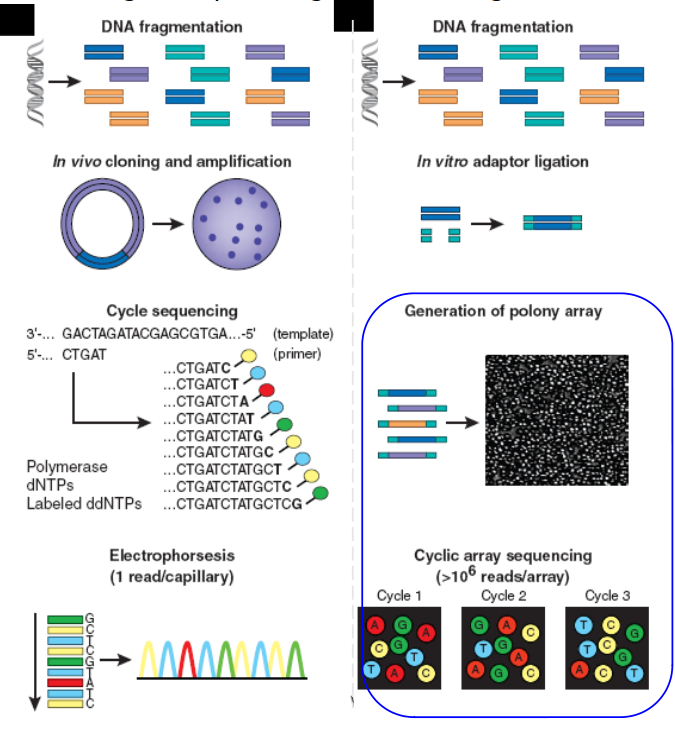 DNA fragmentation
In vivo cloning and amplification
Cycle sequencing
3'-... GACTAGATACGAGCGTGA...-5' (template)
5'-... CTGAT (primer)
...CTGATC
...CTGATCT
...CTGATCTA
...CTGATCTAT
...CTGATCTATG
...CTGATCTATGC
...CTGATCTATGCT
...CTGATCTATGCTC
...CTGATCTATGCTCG
Polymerase
dNTPs
Labeled ddNTPs
Electrophorsesis
(1 read/capillary)
G
C
T
C
G
T
A
T
C
DNA fragmentation
In vitro adaptor ligation
Generation of polony array
Cyclic array sequencing
(>10⁶ reads/array)
Cycle 1 Cycle 2 Cycle 3
A G A G A C T C G
C G T T G A T C G
T A C A G C A C T